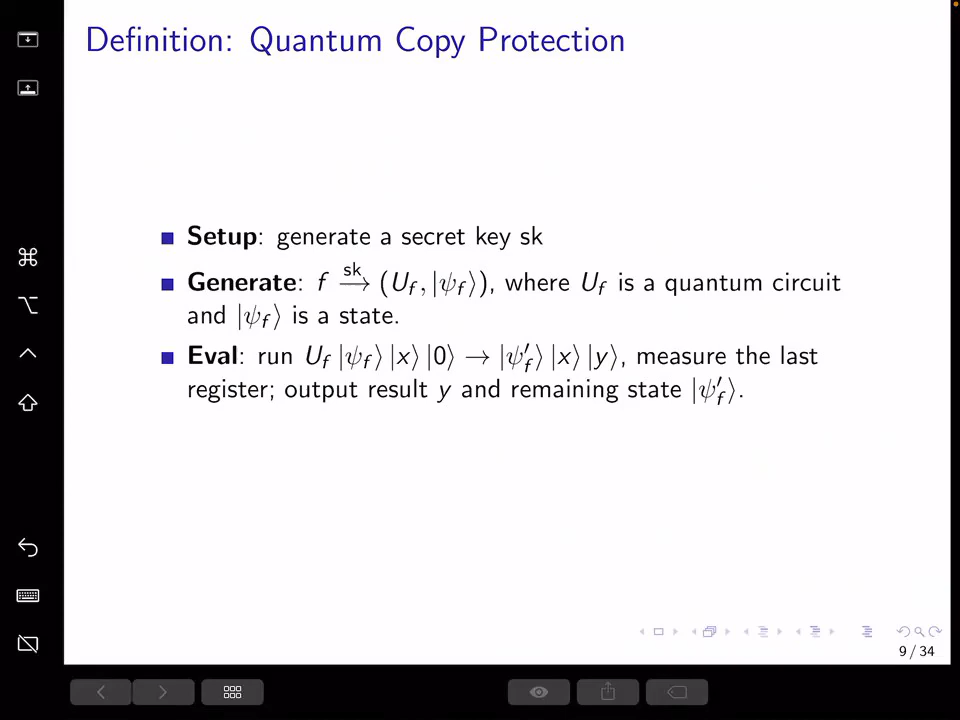 Definition: Quantum Copy Protection
■ Setup: generate a secret key sk
■ Generate: f \xrightarrow{sk} (U_f, |ψ_f⟩), where U_f is a quantum circuit
and |ψ_f⟩ is a state.
■ Eval: run U_f |ψ_f⟩ |x⟩ |0⟩ → |ψ′_f⟩ |x⟩ |y⟩, measure the last
register; output result y and remaining state |ψ′_f⟩.
9 / 34